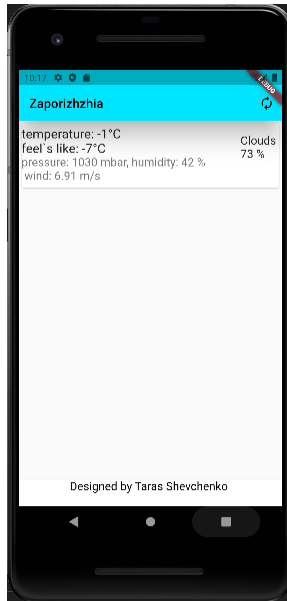 10:17
DEBUG
Zaporizhzhia
temperature: -1°C
feel`s like: -7°C
pressure: 1030 mbar, humidity: 42 %
wind: 6.91 m/s
Clouds
73 %
Designed by Taras Shevchenko